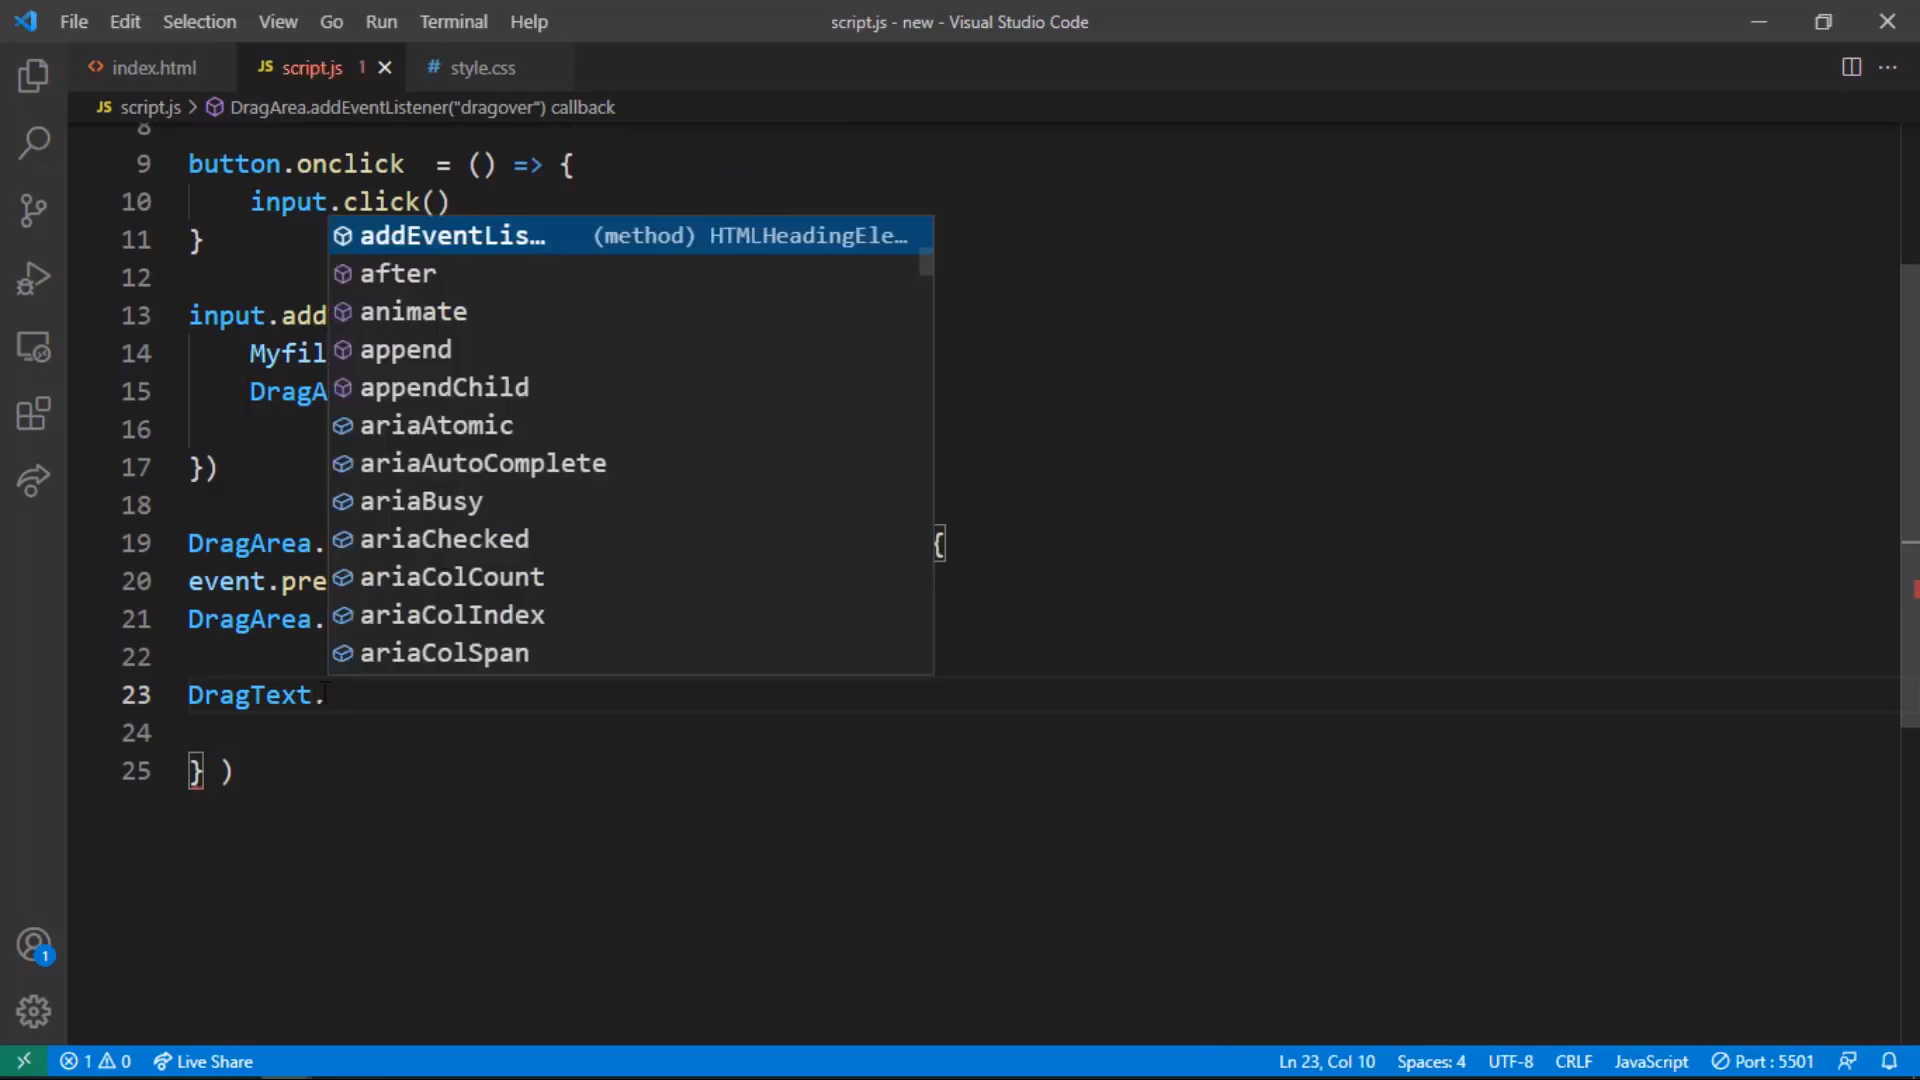 File Edit Selection View Go Run Terminal Help script.js - new - Visual Studio Code
index.html JS script.js 1 # style.css
JS script.js > DragArea.addEventListener("dragover") callback
8
9 button.onclick = () => {
10 input.click()
11 }
12
13 input.add
14 Myfil
15 DragA
16
17 })
18
19 DragArea. {
20 event.pre
21 DragArea.
22
23 DragText.
24
25 } )
addEventLis… (method) HTMLHeadingEle…
after
animate
append
appendChild
ariaAtomic
ariaAutoComplete
ariaBusy
ariaChecked
ariaColCount
ariaColIndex
ariaColSpan
1
1 0 Live Share Ln 23, Col 10 Spaces: 4 UTF-8 CRLF JavaScript Port : 5501